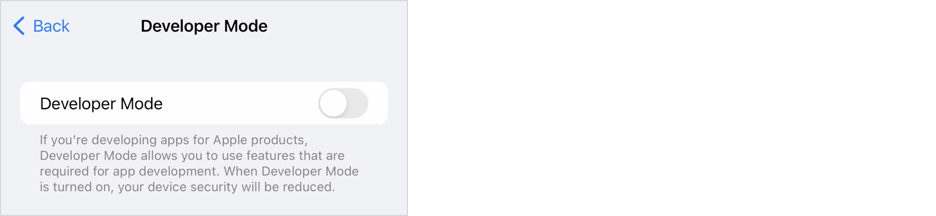 Back
Developer Mode
Developer Mode
If you're developing apps for Apple products,
Developer Mode allows you to use features that are
required for app development. When Developer Mode
is turned on, your device security will be reduced.